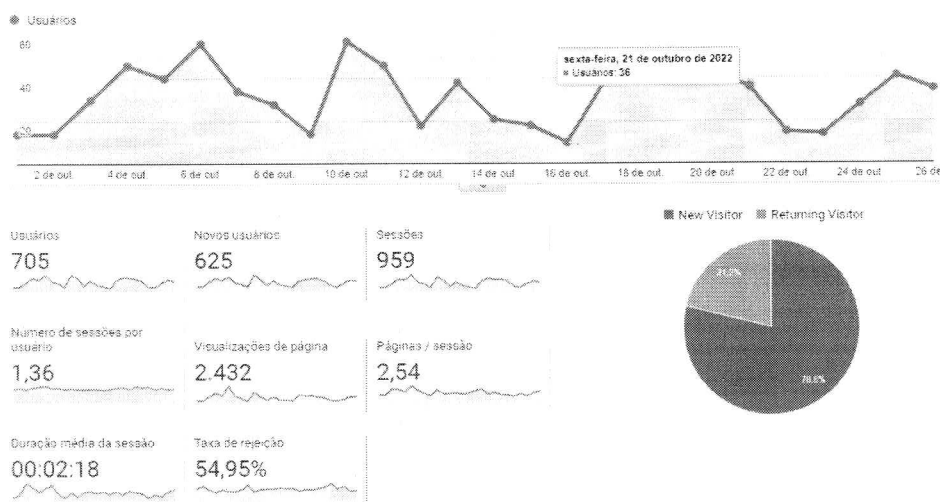 Usuários
60
sexta-feira, 21 de outubro de 2022
Usuários: 36
40
20
2 de out.
4 de out.
6 de out.
8 de out.
10 de out.
12 de out.
14 de out.
16 de out.
18 de out.
20 de out.
22 de out.
24 de out.
26 de
New Visitor
Returning Visitor
Usuários
705
Novos usuários
625
Sessões
959
Número de sessões por
usuário
1,36
Visualizações de página
2.432
Páginas / sessão
2,54
Duração média da sessão
00:02:18
Taxa de rejeição
54,95%